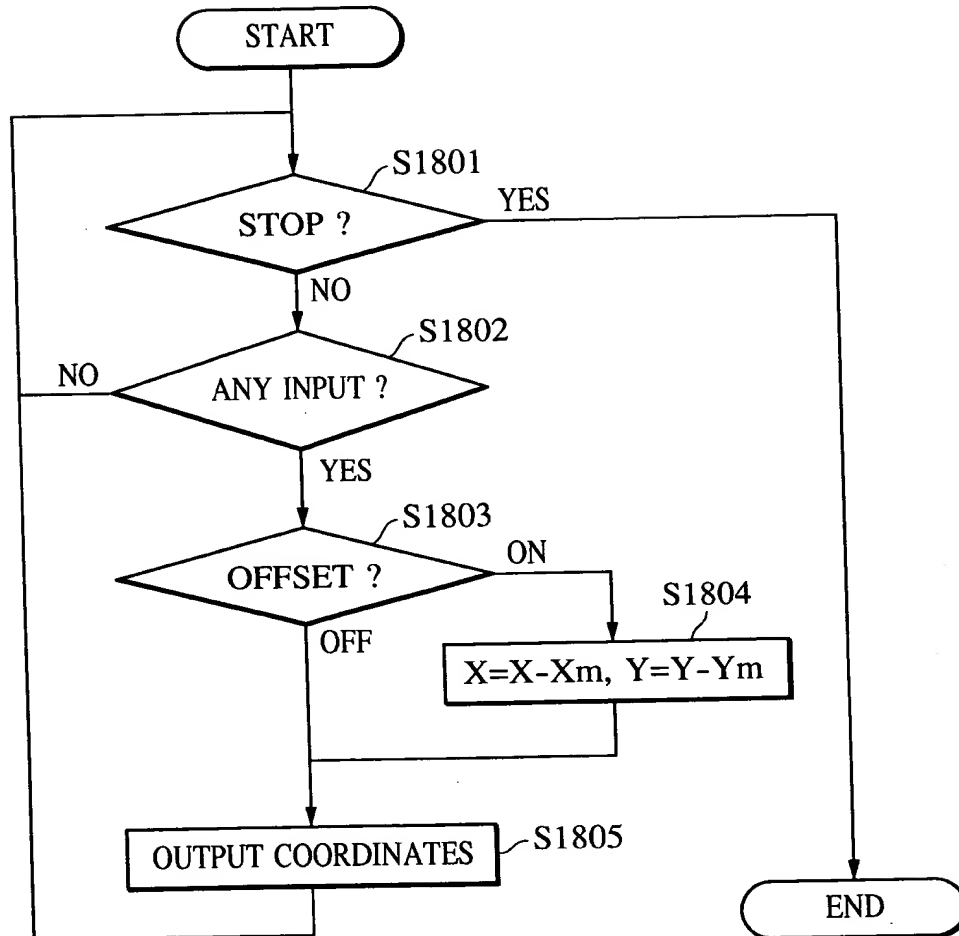 START
S1801
STOP ?
YES
NO
S1802
NO
ANY INPUT ?
YES
S1803
OFFSET ?
ON
OFF
S1804
X=X-Xm, Y=Y-Ym
OUTPUT COORDINATES
S1805
END